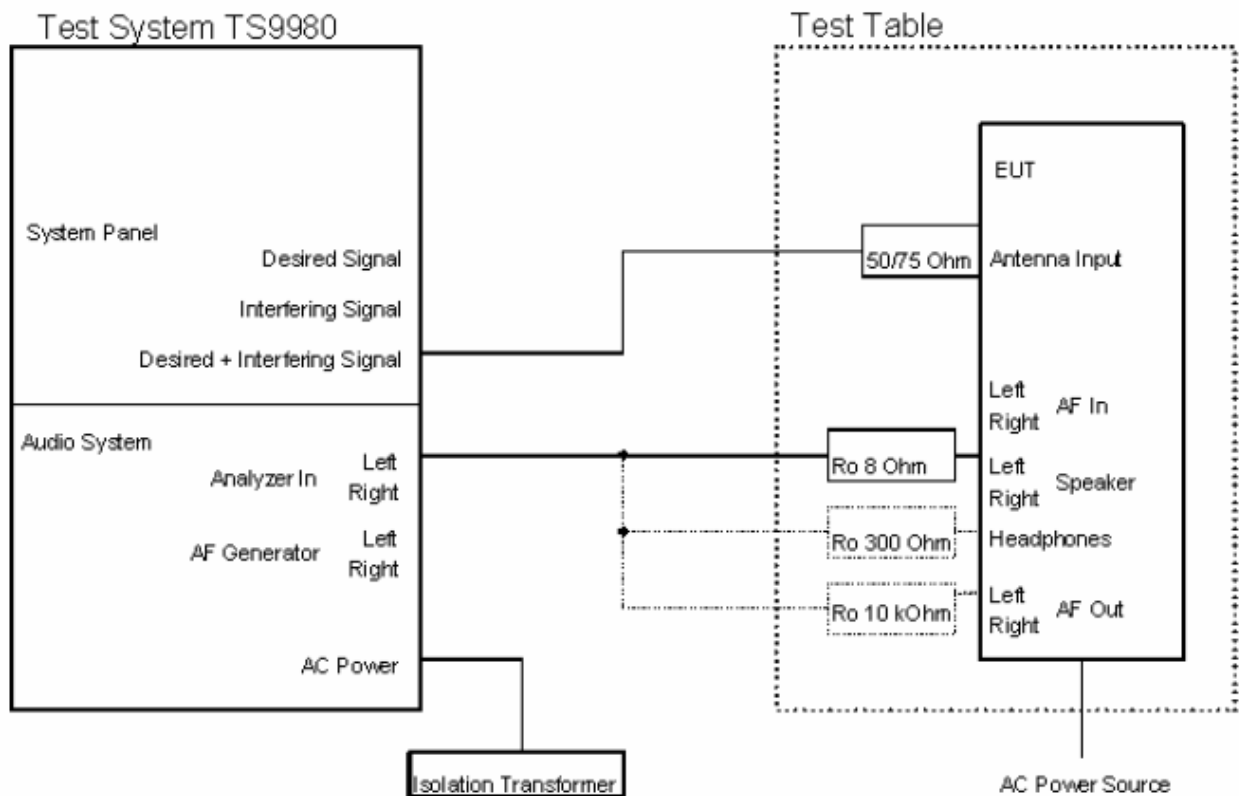 Test System TS9980
Test Table
System Panel
Desired Signal
Interfering Signal
Desired + Interfering Signal
Audio System
Analyzer In
Left
Right
AF Generator
Left
Right
AC Power
Isolation Transformer
EUT
50/75 Ohm
Antenna Input
Left
Right
AF In
Ro 8 Ohm
Left
Right
Speaker
Ro 300 Ohm
Headphones
Ro 10 kOhm
Left
Right
AF Out
AC Power Source